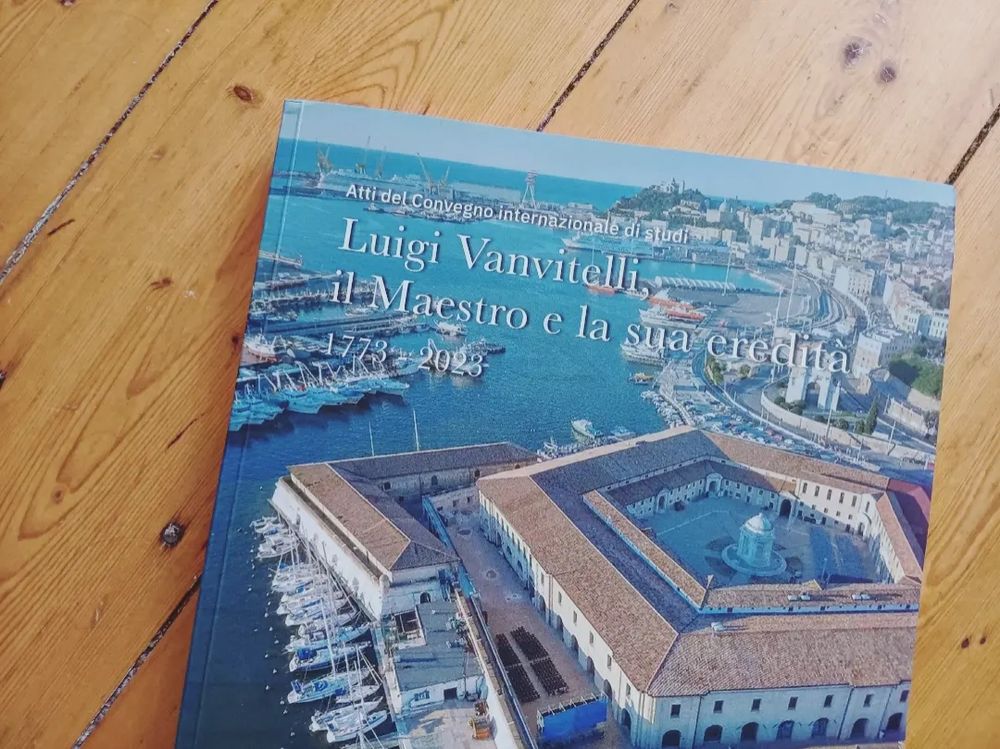 Atti del Convegno internazionale di studi
Luigi Vanvitelli,
il Maestro e la sua eredità
1773 - 2023